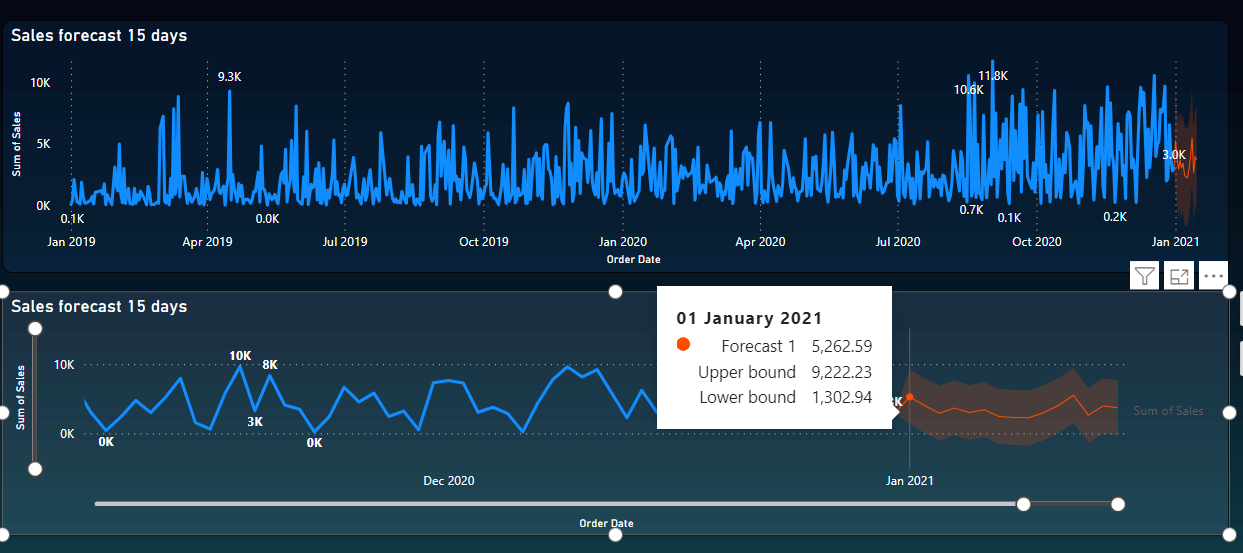 Sales forecast 15 days
10K
5K
0K
Sum of Sales
9.3K
11.8K
10.6K
3.0K
0.1K
0.0K
0.7K
0.1K
0.2K
Jan 2019 Apr 2019 Jul 2019 Oct 2019 Jan 2020 Apr 2020 Jul 2020 Oct 2020 Jan 2021
Order Date
Sales forecast 15 days
01 January 2021
Forecast 1 5,262.59
Upper bound 9,222.23
Lower bound 1,302.94
10K
0K
Sum of Sales
10K
8K
3K
0K
0K
K
Sum of Sales
Dec 2020 Jan 2021
Order Date